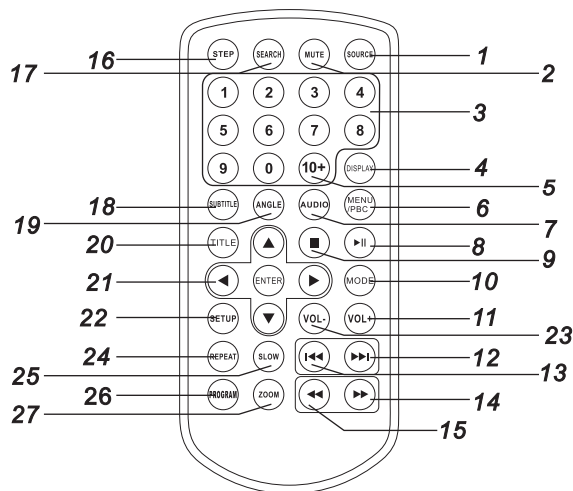 16 STEP SEARCH MUTE SOURCE 1
17 2
1 2 3 4
3
5 6 7 8
9 0 10+ DISPLAY 4
5
18 SUBTITLE ANGLE AUDIO MENU /PBC 6
19 7
20 TITLE 8
9
21 ENTER MODE 10
22 SETUP VOL- VOL+ 11
23
24 REPEAT SLOW 12
25 13
26 PROGRAM ZOOM 14
27 15